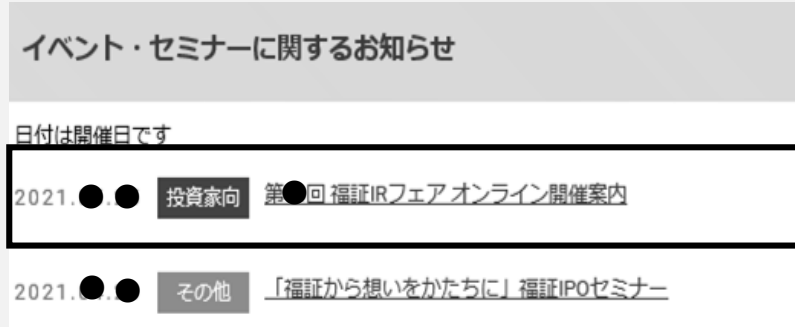 イベント・セミナーに関するお知らせ
日付は開催日です
2021. 投資家向 第 回 福証IRフェア オンライン開催案内
2021. その他 「福証から想いをかたちに」福証IPOセミナー